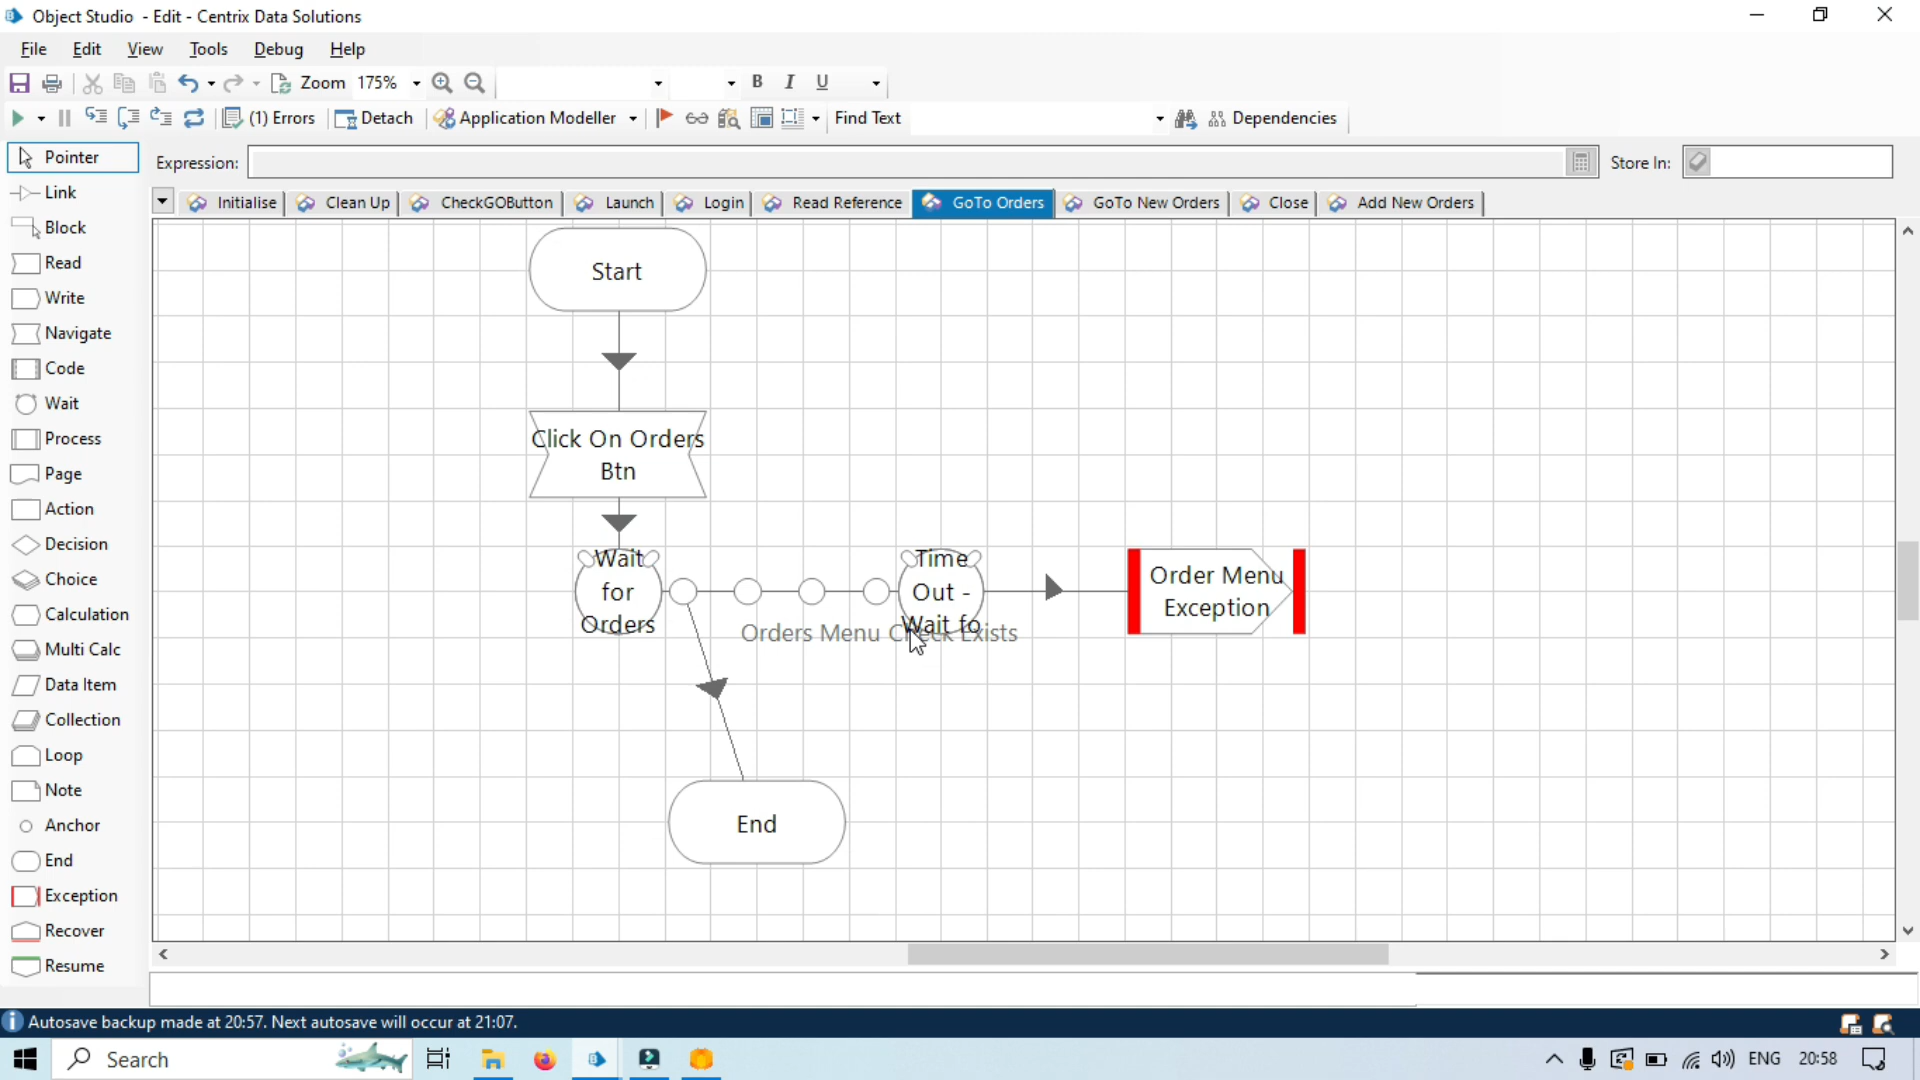 Object Studio - Edit - Centrix Data Solutions
File Edit View Tools Debug Help
Zoom 175% B I U
(1) Errors Detach Application Modeller Find Text Dependencies
Pointer
Link
Block
Read
Write
Navigate
Code
Wait
Process
Page
Action
Decision
Choice
Calculation
Multi Calc
Data Item
Collection
Loop
Note
Anchor
End
Exception
Recover
Resume
Expression: Store In:
Initialise Clean Up CheckGOButton Launch Login Read Reference GoTo Orders GoTo New Orders Close Add New Orders
Start
Click On Orders
Btn
Wait
for
Orders
Time
Out -
Wait fo
Orders Menu Check Exists
Order Menu
Exception
End
Autosave backup made at 20:57. Next autosave will occur at 21:07.
Search
ENG 20:58